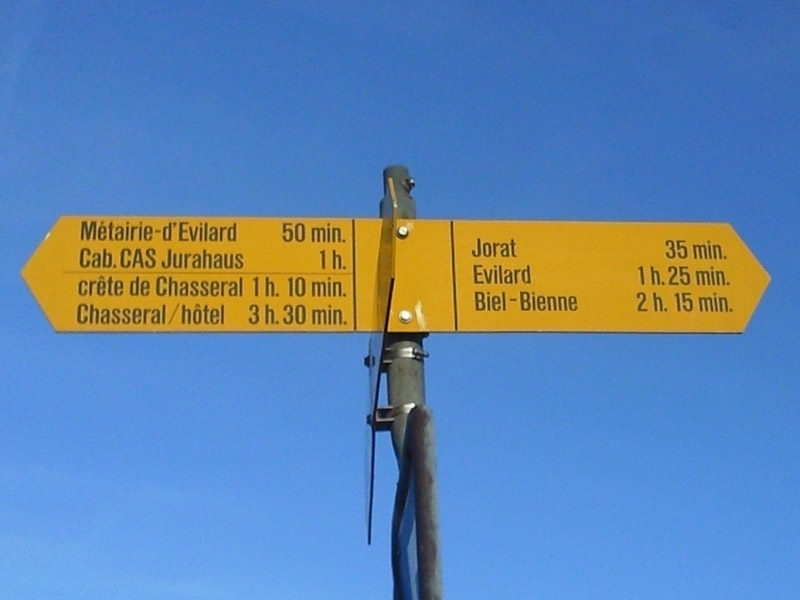 Métairie-d'Evilard 50 min.
Cab. CAS Jurahaus 1 h.
crête de Chasseral 1 h. 10 min.
Chasseral/hôtel 3 h. 30 min.
Jorat 35 min.
Evilard 1 h. 25 min.
Biel-Bienne 2 h. 15 min.